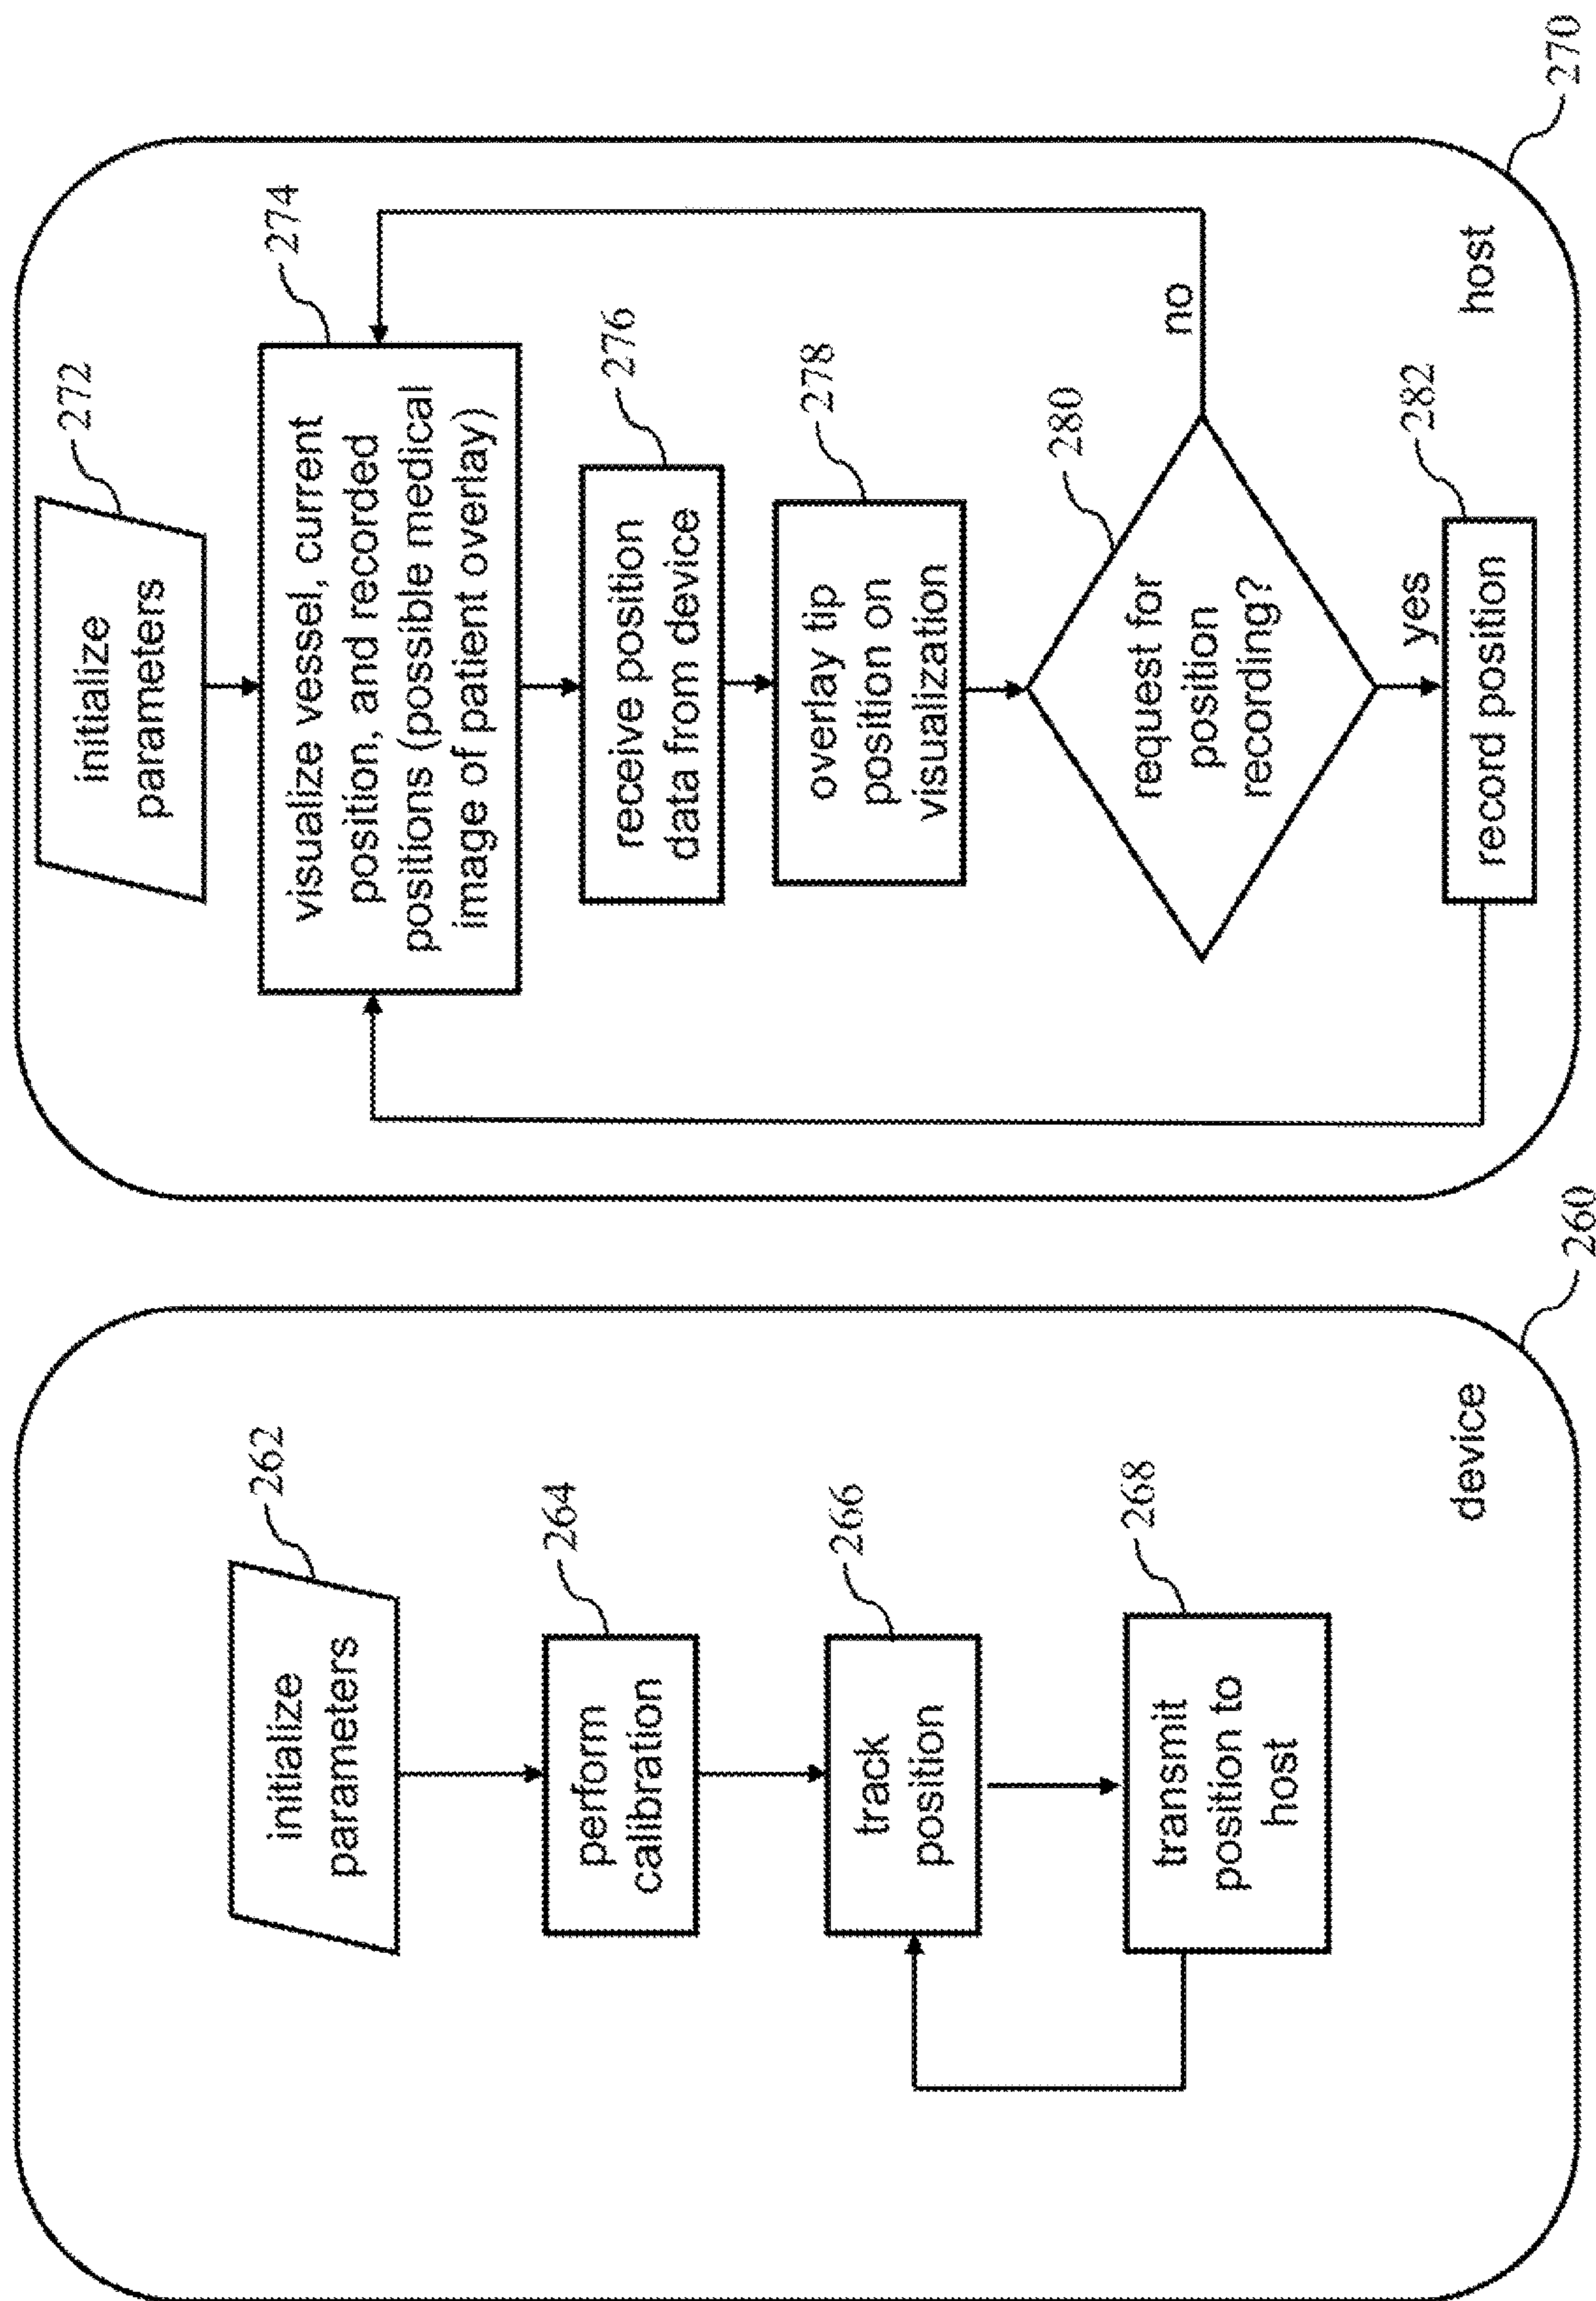 262
initialize
parameters
264
perform
calibration
266
track
position
268
transmit
position to
host
device
260
272
initialize
parameters
274
visualize vessel, current
position, and recorded
positions (possible medical
image of patient overlay)
276
receive position
data from device
278
overlay tip
position on
visualization
280
request for
position
recording?
no
yes
282
record position
host
270